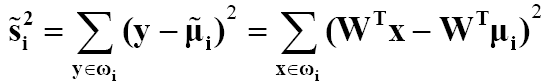 s̃ᵢ² = ∑_{y∈ωᵢ} (y − μ̃ᵢ)² = ∑_{x∈ωᵢ} (Wᵀx − Wᵀμᵢ)²